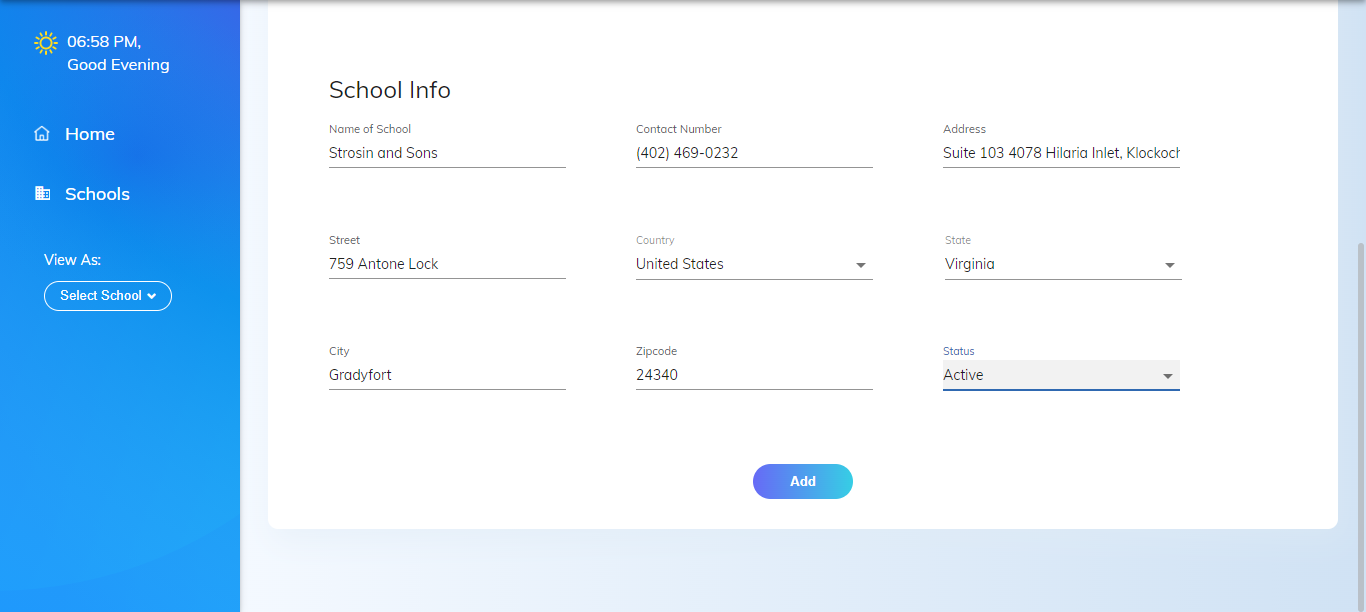 06:58 PM,
Good Evening
Home
Schools
View As:
Select School
School Info
Name of School
Strosin and Sons
Contact Number
(402) 469-0232
Address
Suite 103 4078 Hilaria Inlet, Klockoch
Street
759 Antone Lock
Country
United States
State
Virginia
City
Gradyfort
Zipcode
24340
Status
Active
Add